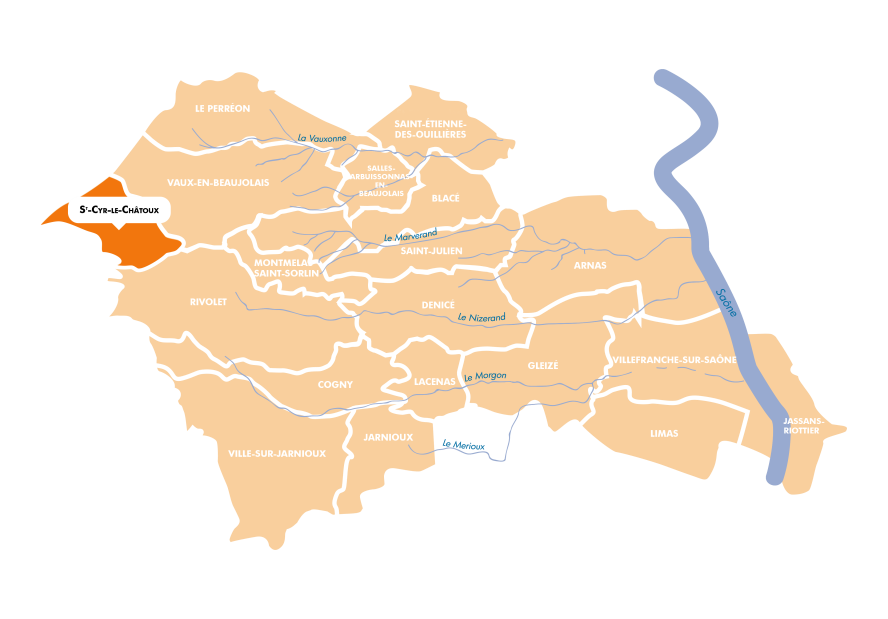 LE PERRÉON
La Vauxonne
SAINT-ÉTIENNE-
DES-OUILLIÈRES
SALLES-
ARBUISSONNAS-
EN-
BEAUJOLAIS
VAUX-EN-BEAUJOLAIS
BLACÉ
St-Cyr-le-Châtoux
Le Marverand
SAINT-JULIEN
MONTMELAS-
SAINT-SORLIN
ARNAS
RIVOLET
DENICÉ
Saône
Le Nizerand
VILLEFRANCHE-SUR-SAÔNE
GLEIZÉ
Le Morgon
COGNY
LACENAS
JASSANS-
RIOTTIER
LIMAS
JARNIOUX
Le Merioux
VILLE-SUR-JARNIOUX